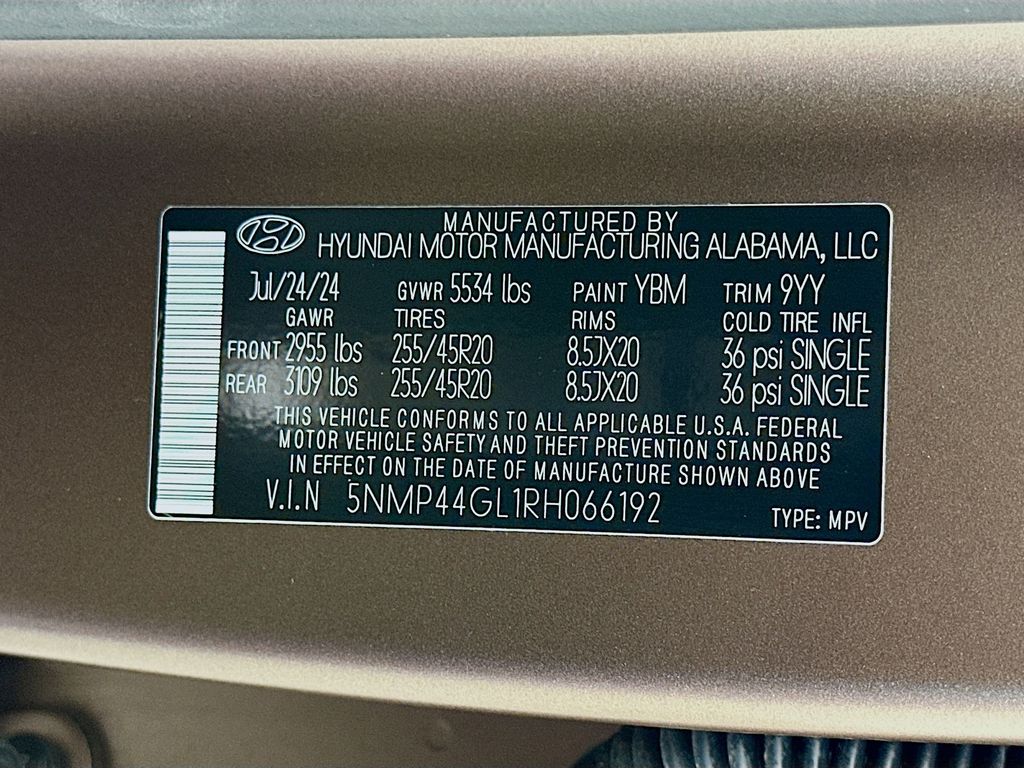 MANUFACTURED BY
HYUNDAI MOTOR MANUFACTURING ALABAMA, LLC
Jul/24/24 GVWR 5534 lbs PAINT YBM TRIM 9YY
GAWR TIRES RIMS COLD TIRE INFL
FRONT 2955 lbs 255/45R20 8.5JX20 36 psi SINGLE
REAR 3109 lbs 255/45R20 8.5JX20 36 psi SINGLE
THIS VEHICLE CONFORMS TO ALL APPLICABLE U.S.A. FEDERAL
MOTOR VEHICLE SAFETY AND THEFT PREVENTION STANDARDS
IN EFFECT ON THE DATE OF MANUFACTURE SHOWN ABOVE
V.I.N 5NMP44GL1RH066192
TYPE: MPV